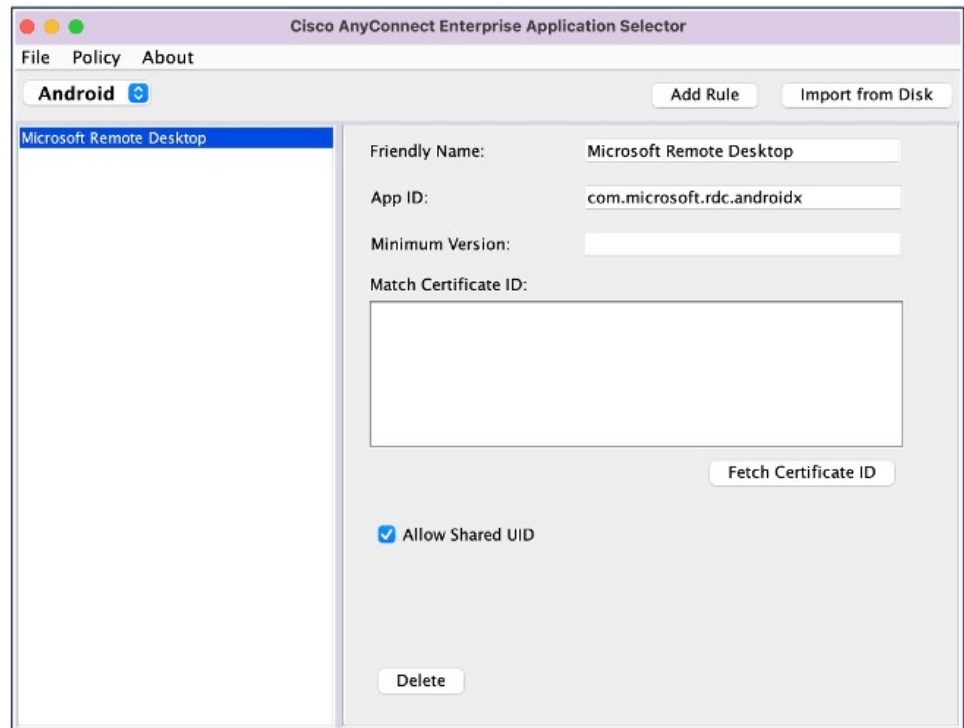 Cisco AnyConnect Enterprise Application Selector
File Policy About
Android Add Rule Import from Disk
Microsoft Remote Desktop
Friendly Name: Microsoft Remote Desktop
App ID: com.microsoft.rdc.androidx
Minimum Version:
Match Certificate ID:
Fetch Certificate ID
Allow Shared UID
Delete